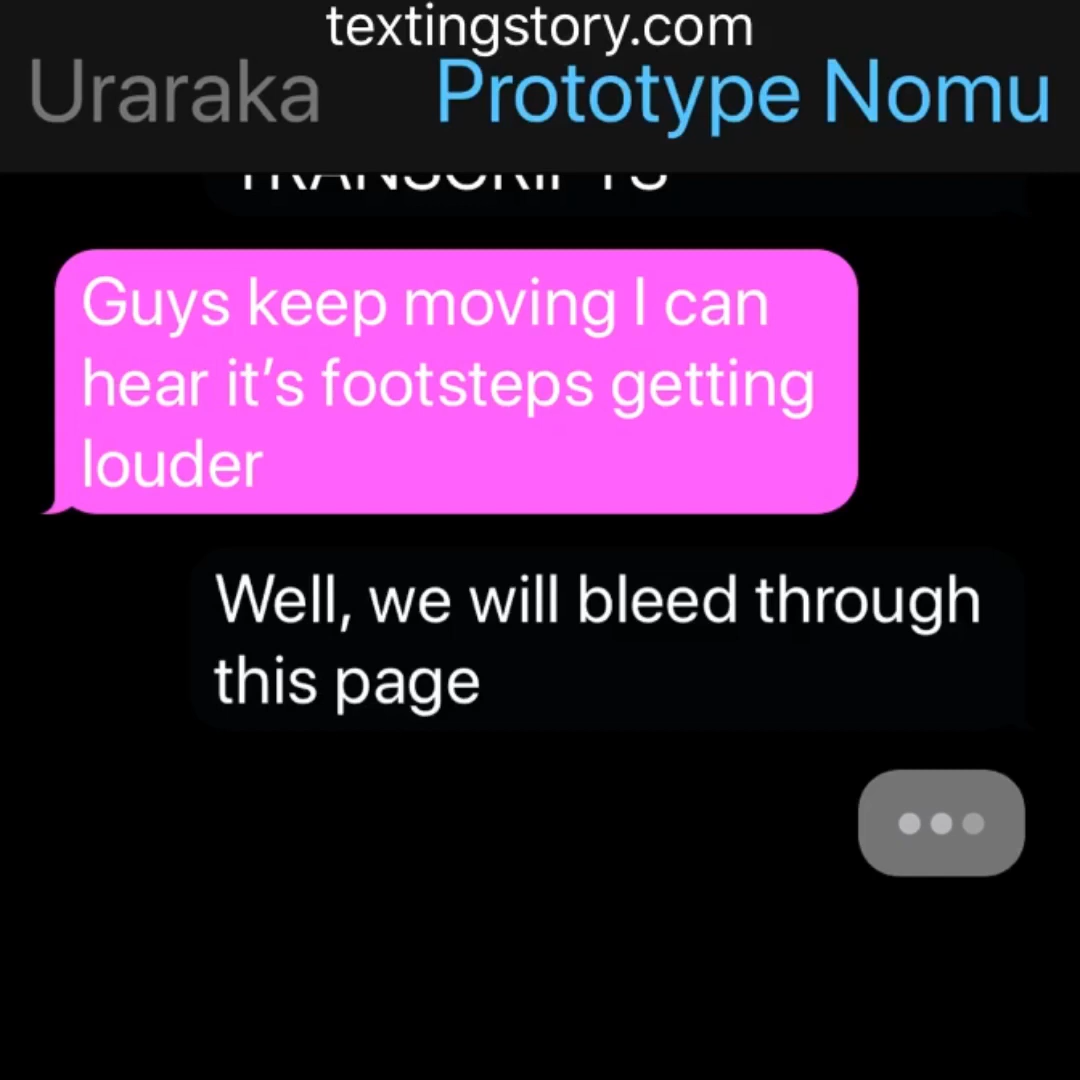 textingstory.com
Uraraka Prototype Nomu
TRANSCRIPTS
Guys keep moving I can
hear it’s footsteps getting
louder
Well, we will bleed through
this page